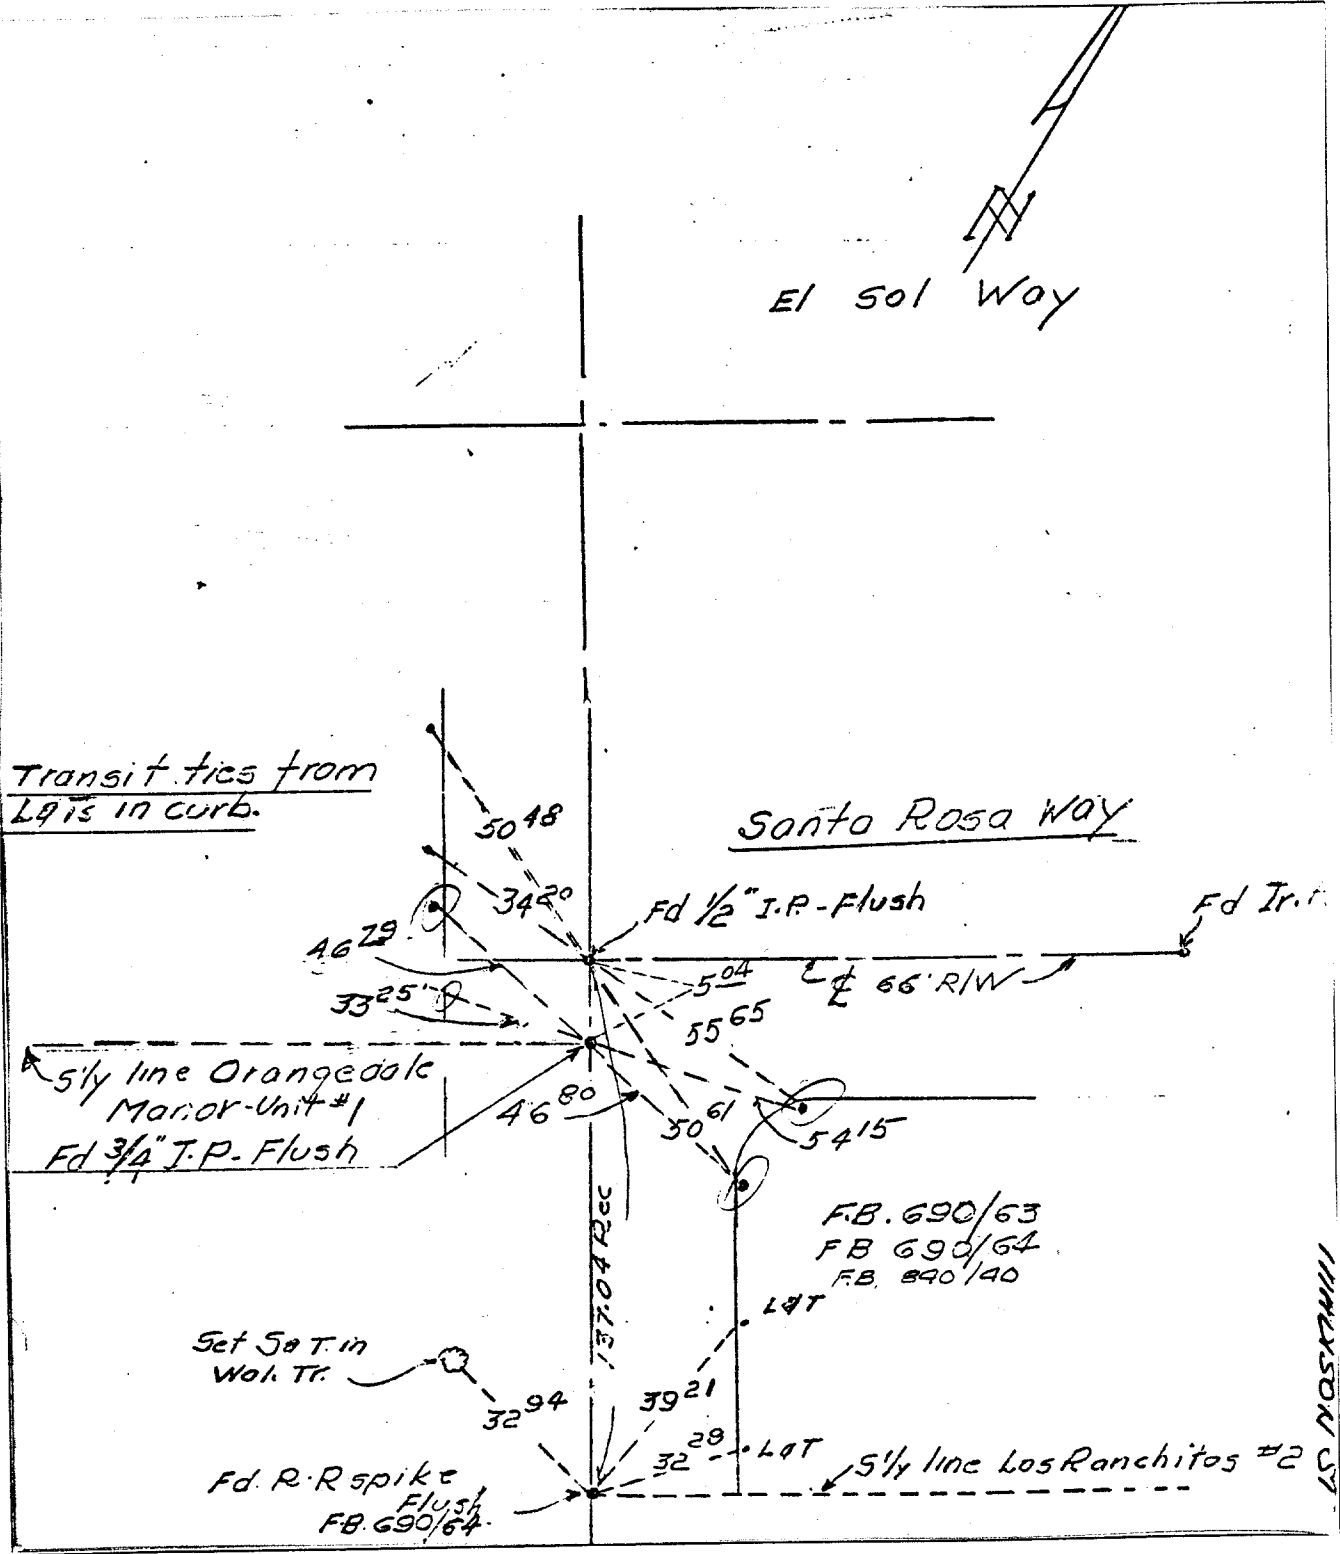 N
El Sol Way
Transit ties from
L&Ts in curb.
50 48
Santa Rosa Way
34 20
Fd 1/2" I.P.-Flush
Fd Ir.
46 29
5 04
℄ 66' R/W
33 25
55 65
S'ly line Orangedale
Manor-Unit #1
46 80
50 61
54 15
Fd 3/4" I.P.-Flush
137.04 Rec
F.B. 690/63
F B 690/64
F.B. 890/40
L&T
Set S&T. in
Wal. Tr.
32 94
39 21
32 28
L&T
S'ly line Los Ranchitos #2
Fd. R.R spike
Flush
F.B. 690/64